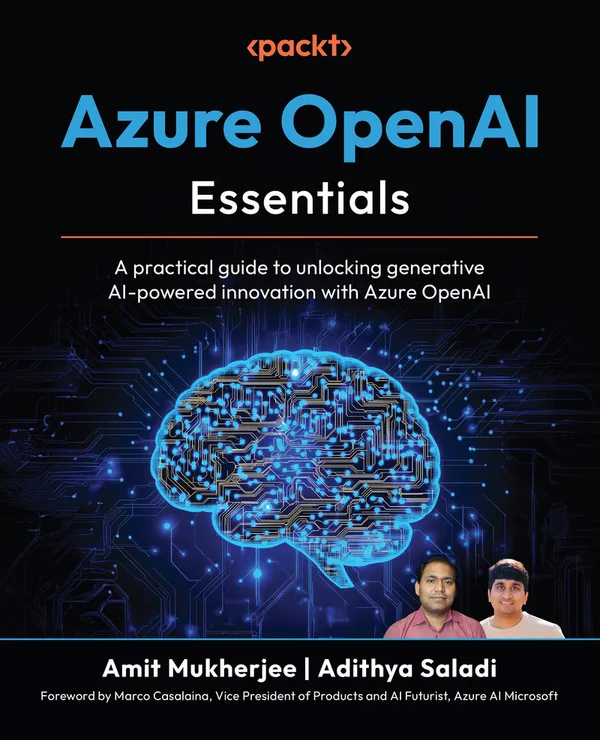 <packt>
Azure OpenAI
Essentials
A practical guide to unlocking generative
AI-powered innovation with Azure OpenAI
Amit Mukherjee | Adithya Saladi
Foreword by Marco Casalaina, Vice President of Products and AI Futurist, Azure AI Microsoft